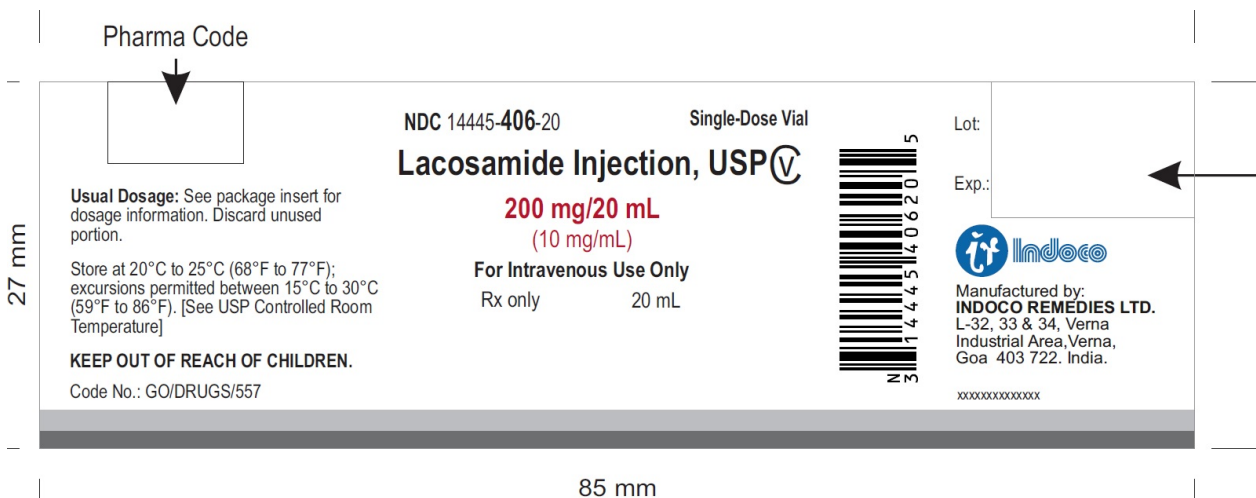 Pharma Code
Usual Dosage: See package insert for
dosage information. Discard unused
portion.
Store at 20°C to 25°C (68°F to 77°F);
excursions permitted between 15°C to 30°C
(59°F to 86°F). [See USP Controlled Room
Temperature]
KEEP OUT OF REACH OF CHILDREN.
Code No.: GO/DRUGS/557
NDC 14445-406-20 Single-Dose Vial
Lacosamide Injection, USP CV
200 mg/20 mL
(10 mg/mL)
For Intravenous Use Only
Rx only 20 mL
N 3 14445 40620 5
Lot:
Exp.:
Indoco
Manufactured by:
INDOCO REMEDIES LTD.
L-32, 33 & 34, Verna
Industrial Area,Verna,
Goa 403 722. India.
xxxxxxxxxxxxxx
27 mm
85 mm